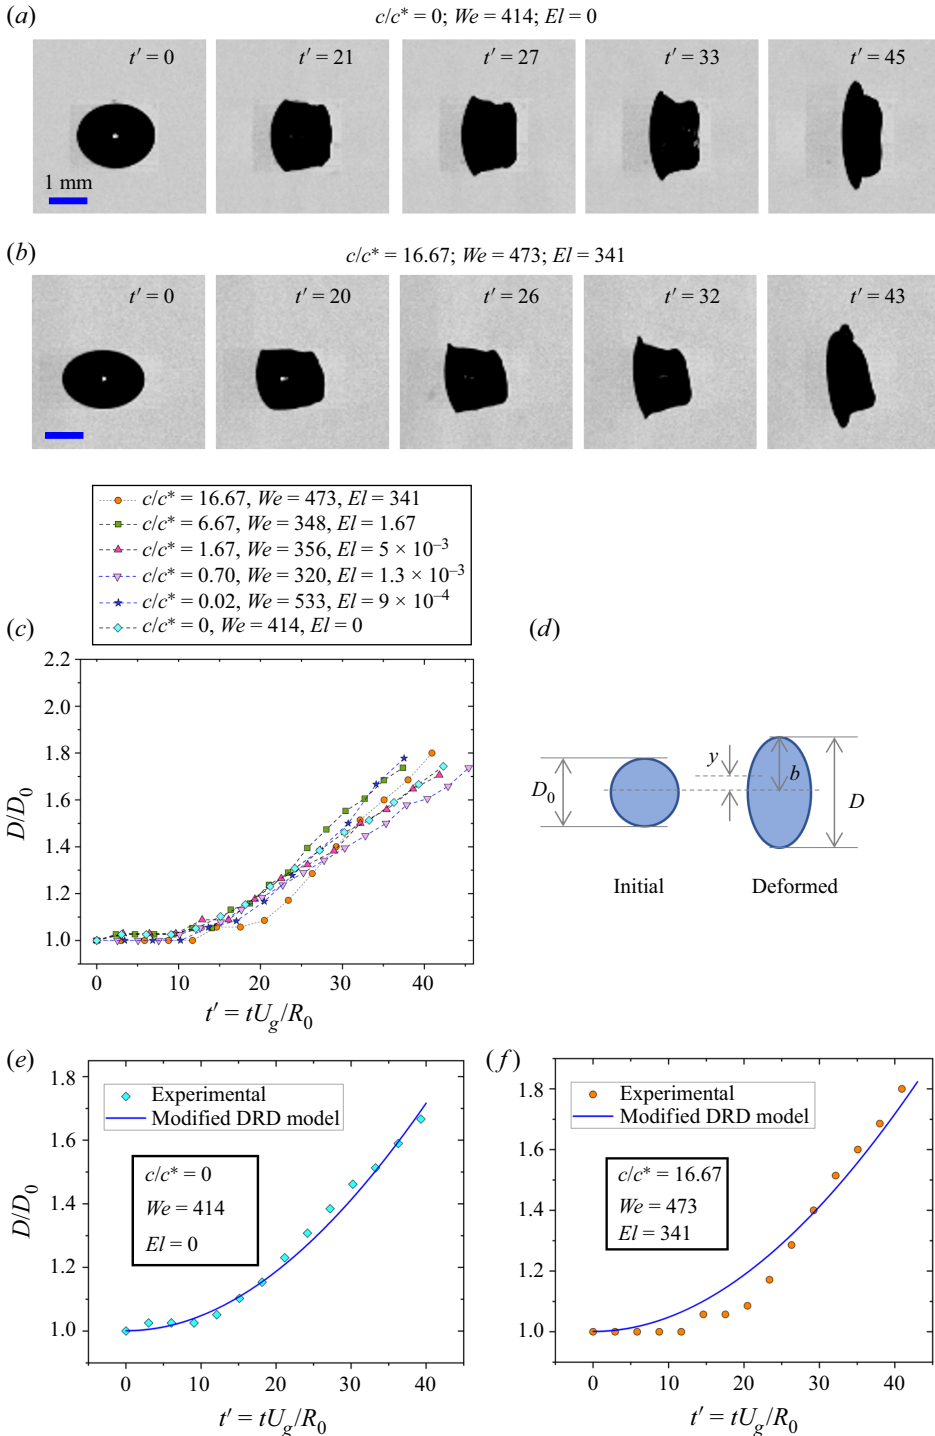 (a)
c/c* = 0; We = 414; El = 0
t′ = 0
t′ = 21
t′ = 27
t′ = 33
t′ = 45
1 mm
(b)
c/c* = 16.67; We = 473; El = 341
t′ = 0
t′ = 20
t′ = 26
t′ = 32
t′ = 43
c/c* = 16.67, We = 473, El = 341
c/c* = 6.67, We = 348, El = 1.67
c/c* = 1.67, We = 356, El = 5 × 10⁻³
c/c* = 0.70, We = 320, El = 1.3 × 10⁻³
c/c* = 0.02, We = 533, El = 9 × 10⁻⁴
c/c* = 0, We = 414, El = 0
(c)
2.2
2.0
1.8
1.6
1.4
1.2
1.0
D/D₀
0
10
20
30
40
t′ = tU_g/R₀
(d)
D₀
y
b
D
Initial
Deformed
(e)
1.8
1.6
1.4
1.2
1.0
D/D₀
Experimental
Modified DRD model
c/c* = 0
We = 414
El = 0
0
10
20
30
40
t′ = tU_g/R₀
(f)
1.8
1.6
1.4
1.2
1.0
Experimental
Modified DRD model
c/c* = 16.67
We = 473
El = 341
0
10
20
30
40
t′ = tU_g/R₀